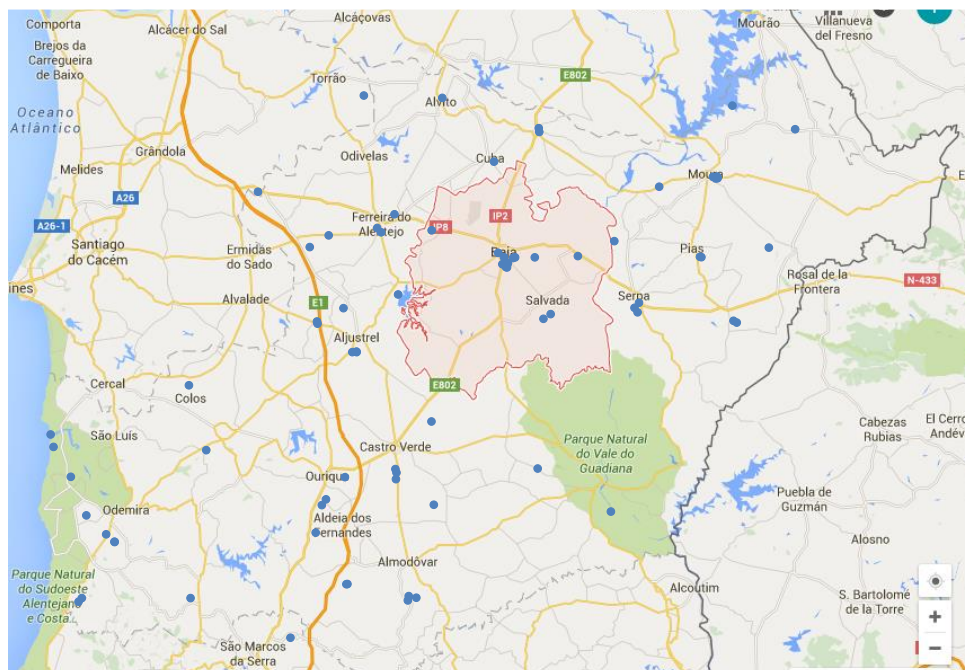 Comporta
Alcácer do Sal
Alcáçovas
Mourão
Villanueva
del Fresno
Brejos da
Carregueira
de Baixo
Torrão
E802
Alvito
Oceano
Atlántico
Grândola
Odivelas
Cuba
Melides
A26
A26-1
IP2
IP8
Ferreira do
Alentejo
Santiago
do Cacém
Ermidas
do Sado
Beja
Pias
Rosal de la
Frontera
N-433
ines
Alvalade
E1
Salvada
Serpa
Aljustrel
E802
Cercal
Colos
São Luis
Castro Verde
Parque Natural
do Vale do
Guadiana
Cabezas
Rubias
El Cerro
Andév
Ourique
Odemira
Aldeia dos
Fernandes
Puebla de
Guzmán
Alosno
Almodôvar
Alcoutim
Parque Natural
do Sudoeste
Alentejano
e Costa...
S. Bartolomé
de la Torre
São Marcos
da Serra
Moura